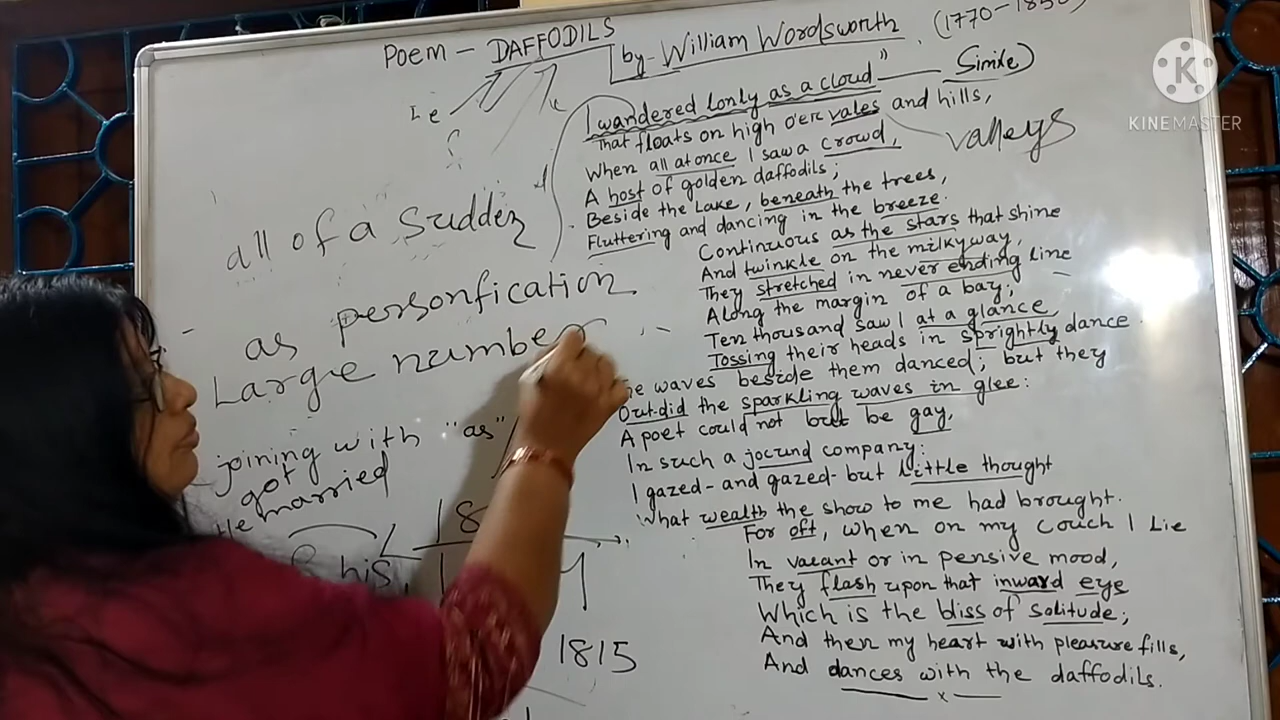 Poem - DAFFODILS
by - William Wordsworth (1770-1850)
I wandered lonly as a cloud" Simile)
That floats on high o'er vales and hills,
valleys
When all at once I saw a crowd,
A host of golden daffodils;
Beside the Lake, beneath the trees,
Fluttering and dancing in the breeze.
Continuous as the stars that shine
And twinkle on the milkyway,
They stretched in never ending line
Along the margin of a bay;
Ten thousand saw I at a glance
Tossing their heads in sprightly dance.
waves beside them danced; but they
Out-did the sparkling waves in glee:
A poet could not but be gay,
In such a jocund company:
I gazed- and gazed- but little thought
What wealth the show to me had brought.
For oft, when on my couch I Lie
In vacant or in pensive mood,
They flash upon that inward eye
Which is the bliss of solitude;
And then my heart with pleasure fills,
And dances with the daffodils.
x
all of a Sudden
as personfication
Large number
joining with "as"
got
married
his
1815
KINEMASTER